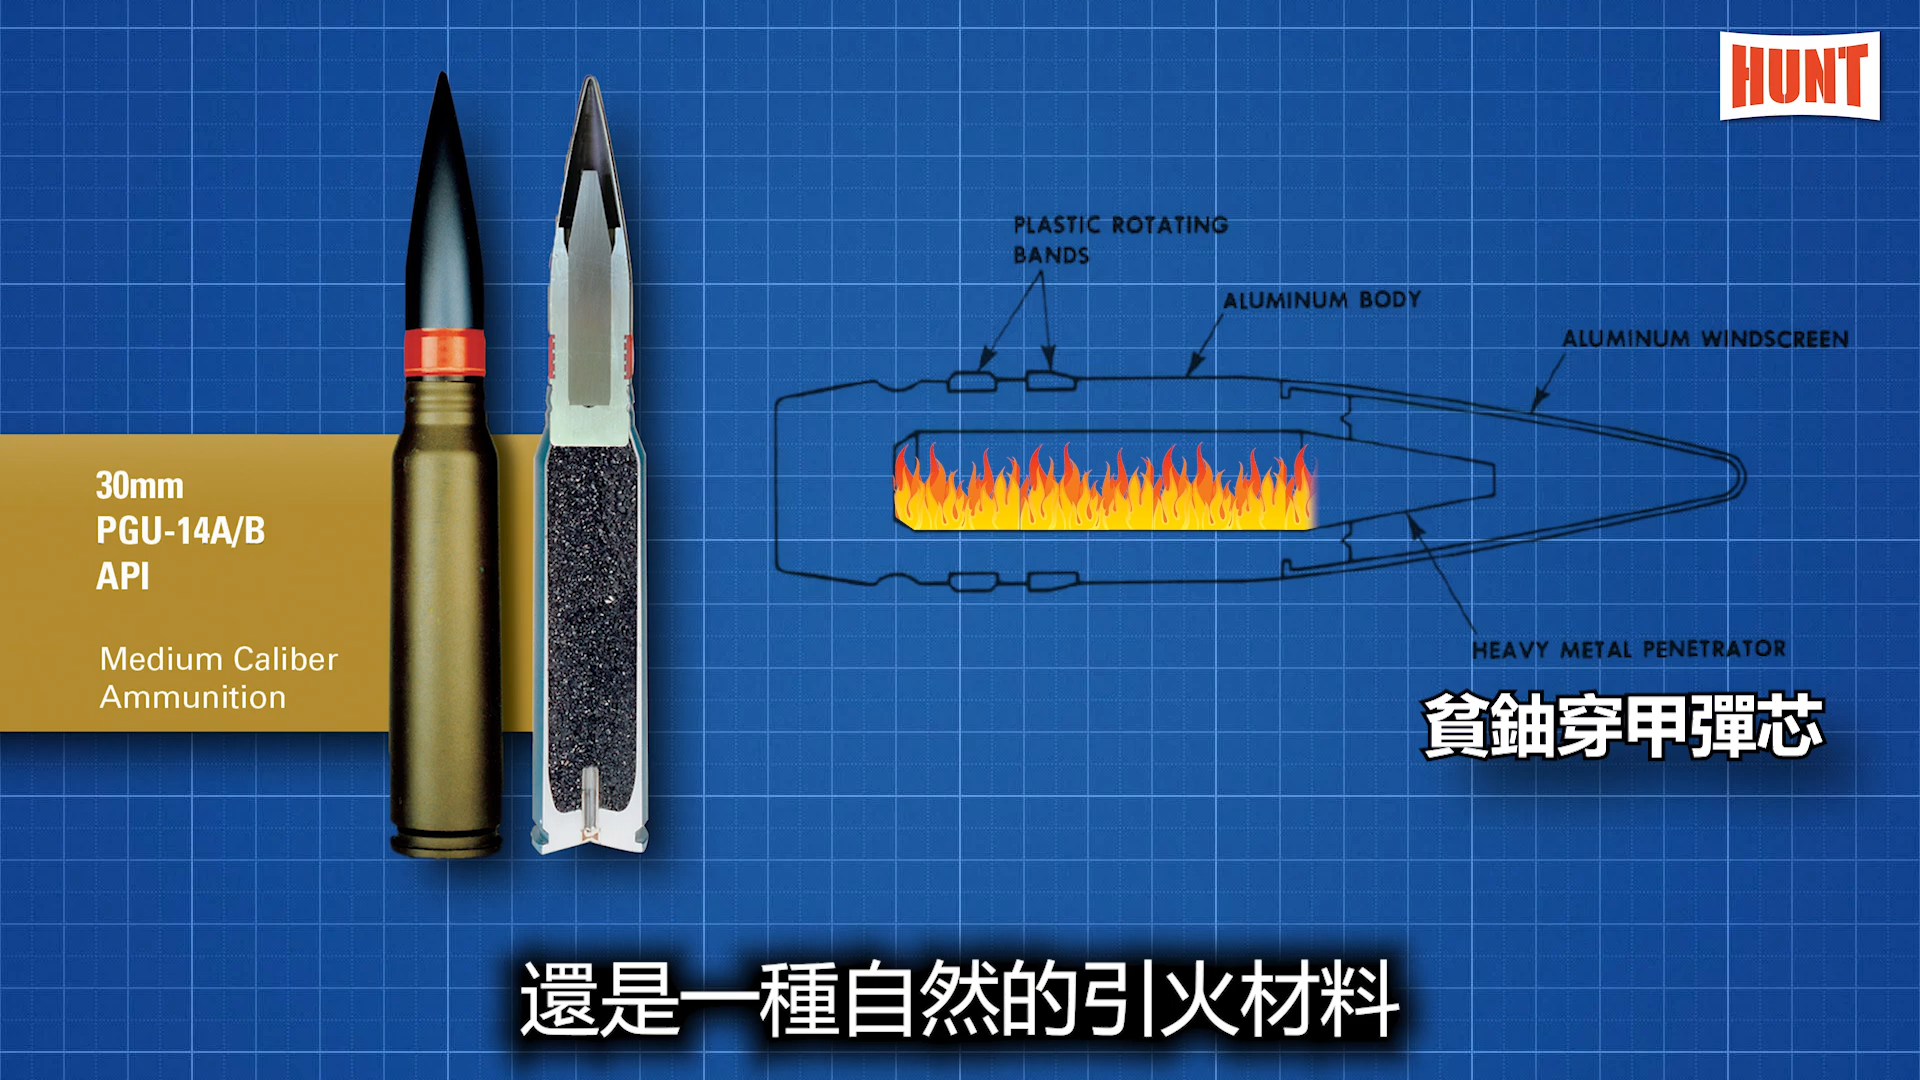 HUNT
PLASTIC ROTATING
BANDS
ALUMINUM BODY
ALUMINUM WINDSCREEN
30mm
PGU-14A/B
API
Medium Caliber
Ammunition
HEAVY METAL PENETRATOR
貧鈾穿甲彈芯
還是一種自然的引火材料